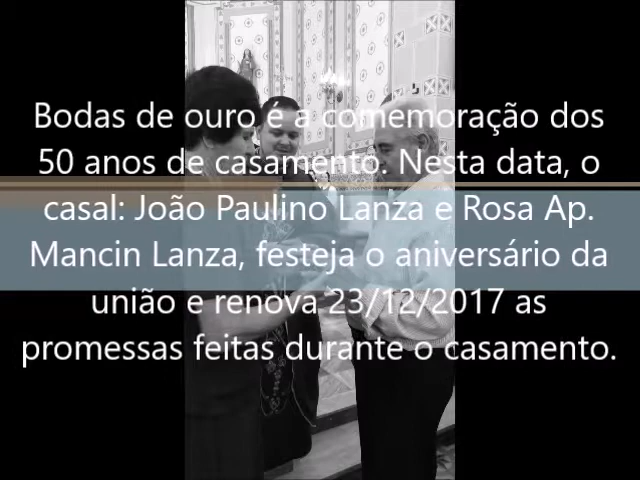 Bodas de ouro é a comemoração dos
50 anos de casamento. Nesta data, o
casal: João Paulino Lanza e Rosa Ap.
Mancin Lanza, festeja o aniversário da
união e renova 23/12/2017 as
promessas feitas durante o casamento.